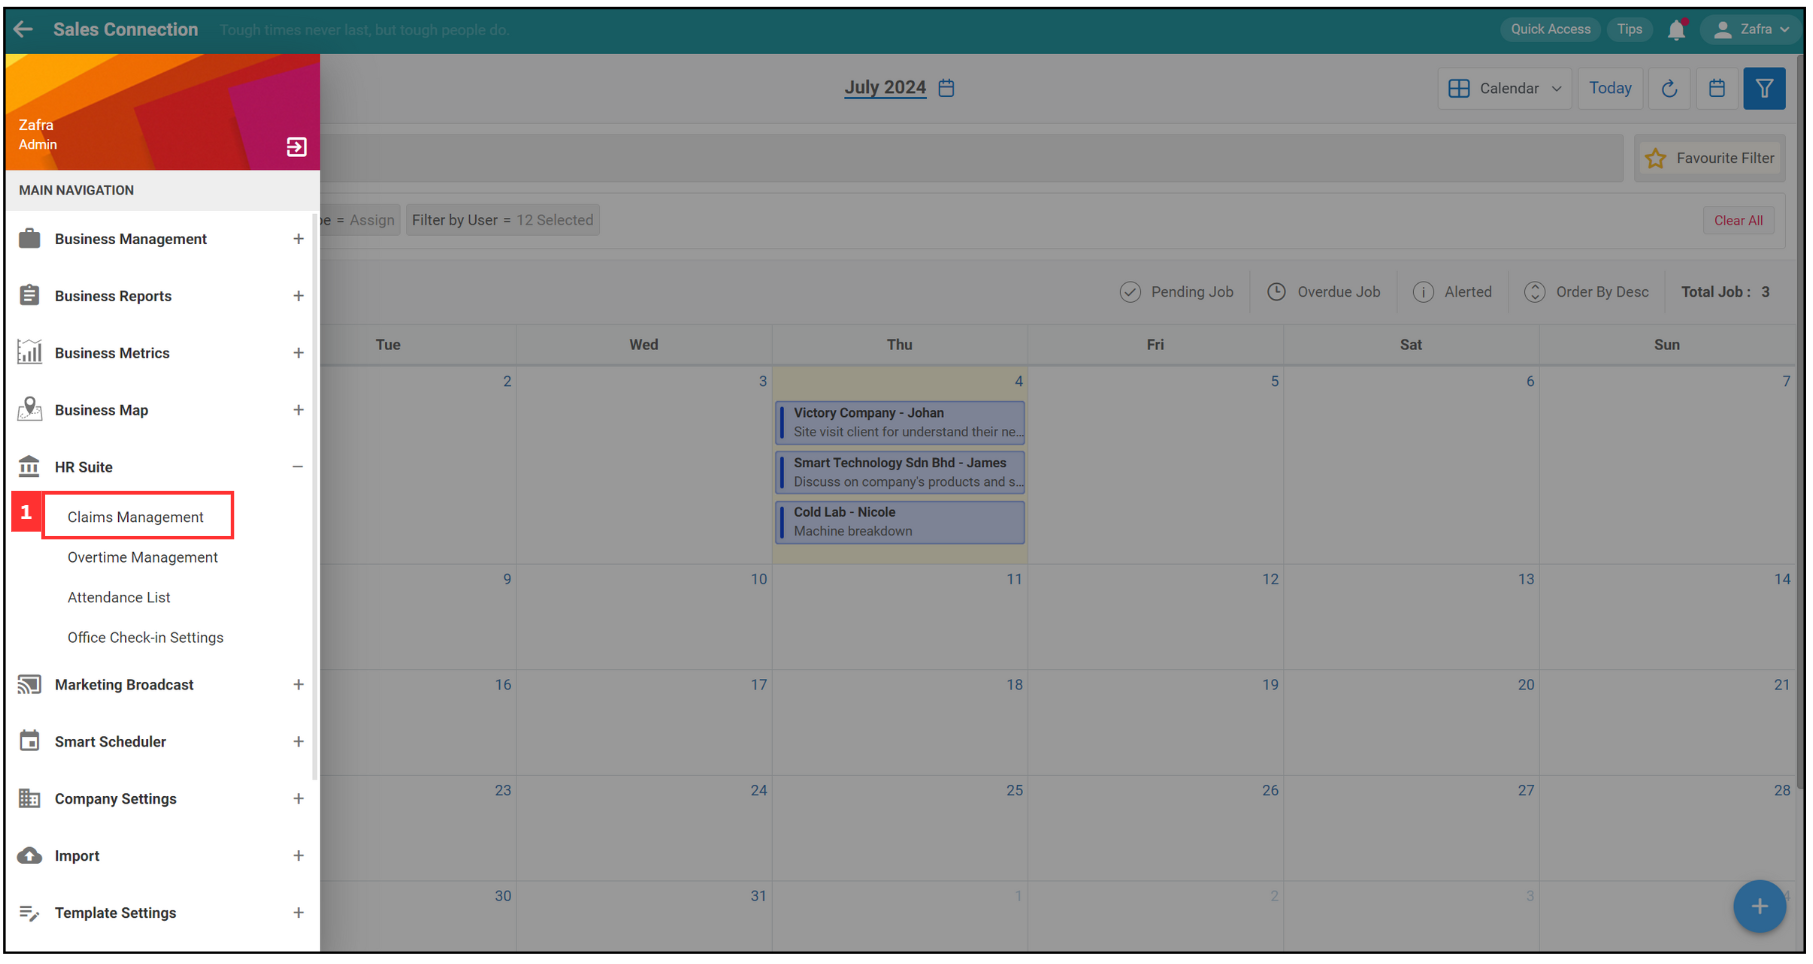 Sales Connection
Tough times never last, but tough people do.
Quick Access
Tips
Zafra
Zafra
Admin
July 2024
Calendar
Today
MAIN NAVIGATION
Favourite Filter
Business Management +
pe = Assign
Filter by User = 12 Selected
Clear All
Business Reports +
Pending Job
Overdue Job
Alerted
Order By Desc
Total Job : 3
Business Metrics +
Business Map +
HR Suite −
1
Claims Management
Overtime Management
Attendance List
Office Check-in Settings
Marketing Broadcast +
Smart Scheduler +
Company Settings +
Import +
Template Settings +
Tue Wed Thu Fri Sat Sun
2 3 4 5 6 7
Victory Company - Johan
Site visit client for understand their ne...
Smart Technology Sdn Bhd - James
Discuss on company's products and s...
Cold Lab - Nicole
Machine breakdown
9 10 11 12 13 14
16 17 18 19 20 21
23 24 25 26 27 28
30 31 1 2 3 4
+